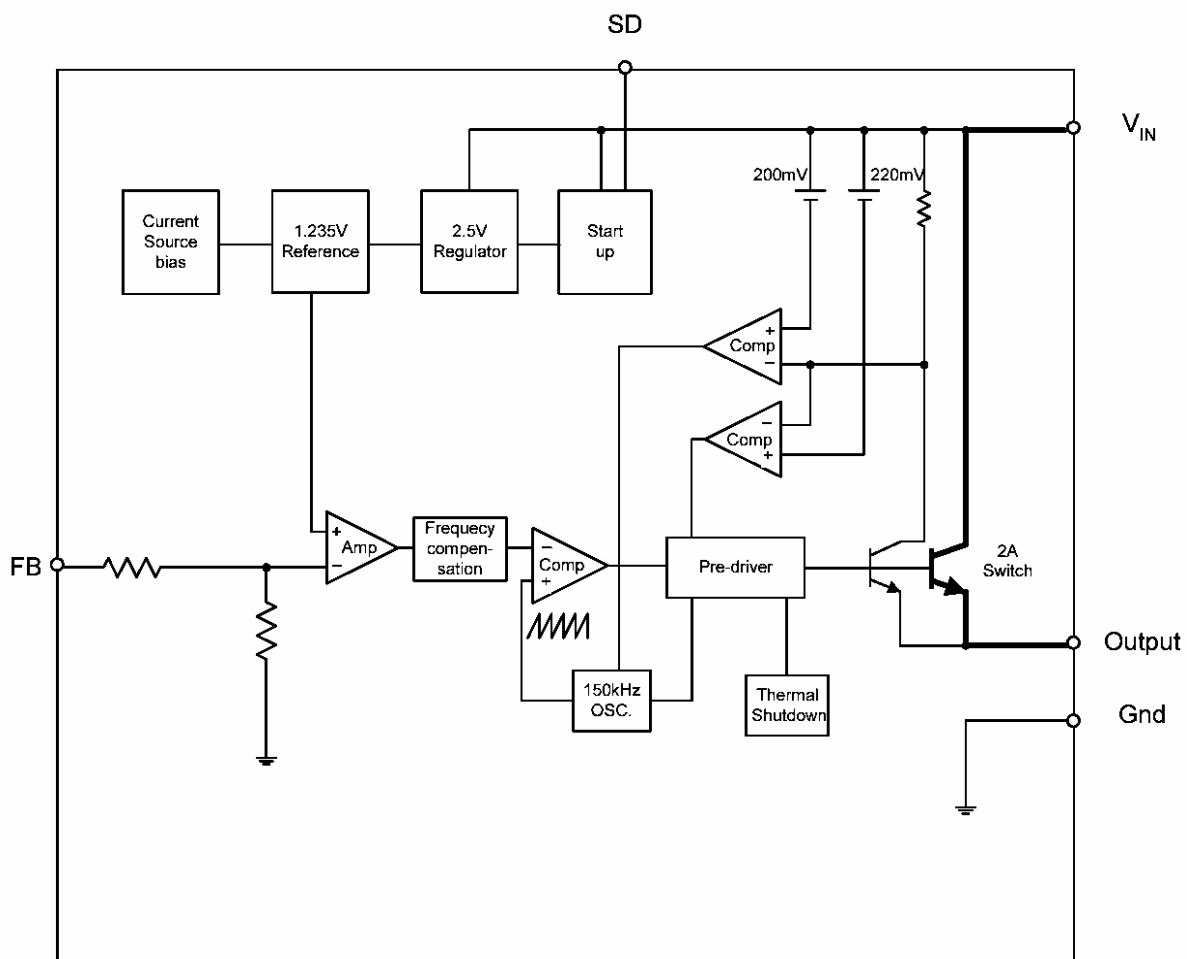 SD
V_IN
200mV
220mV
Current
Source
bias
1.235V
Reference
2.5V
Regulator
Start
up
+
Comp
−
−
Comp
+
FB
+
Amp
−
Frequecy
compen-
sation
−
Comp
+
Pre-driver
2A
Switch
150kHz
OSC.
Thermal
Shutdown
Output
Gnd